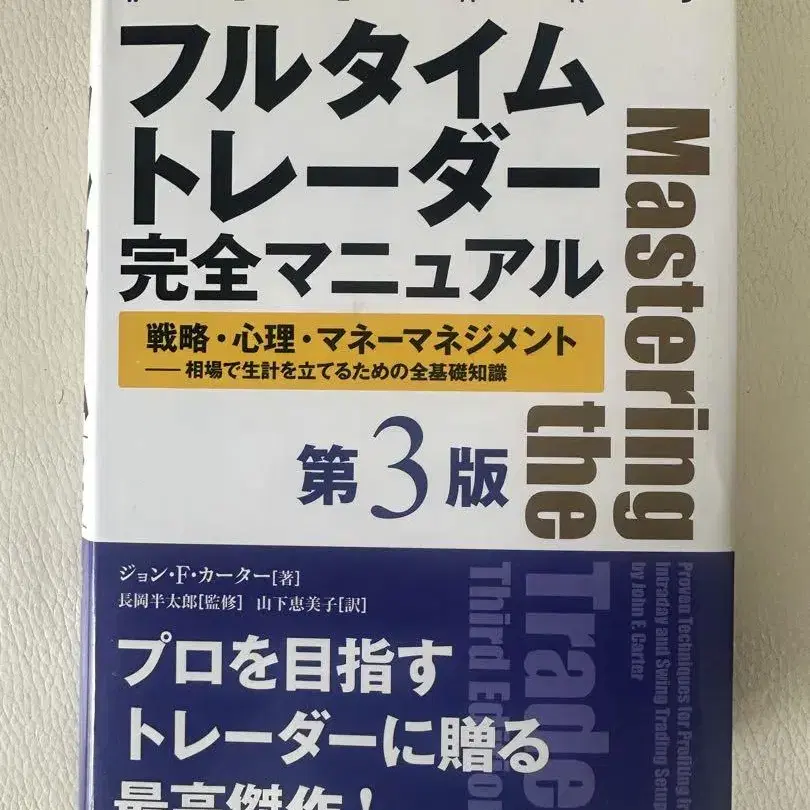 フルタイム
トレーダー
完全マニュアル
戦略・心理・マネーマネジメント
──相場で生計を立てるための全基礎知識
第3版
Mastering
the
Trade
Third Edition
Proven Techniques for Profiting
Intraday and Swing Trading Setu
by John F. Carter
ジョン・F・カーター[著]
長岡半太郎[監修] 山下恵美子[訳]
プロを目指す
トレーダーに贈る
最高傑作!